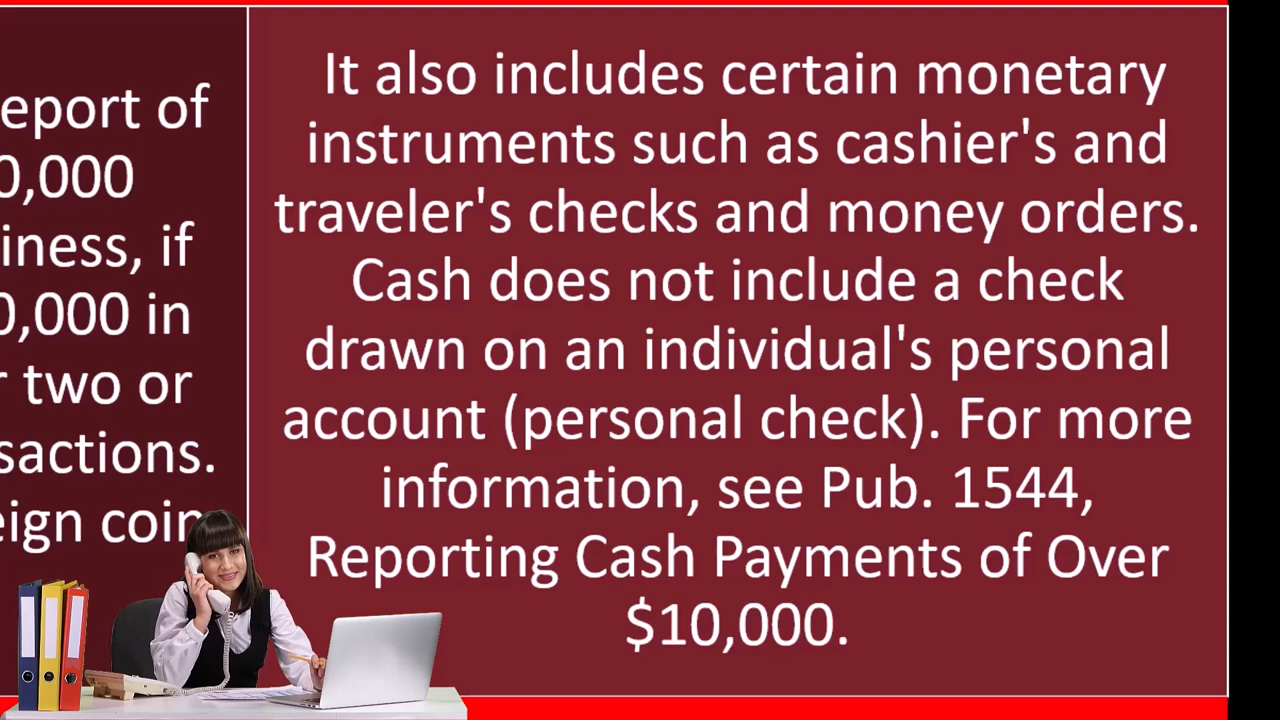 eport of
0,000
iness, if
0,000 in
r two or
sactions.
eign coin
It also includes certain monetary
instruments such as cashier's and
traveler's checks and money orders.
Cash does not include a check
drawn on an individual's personal
account (personal check). For more
information, see Pub. 1544,
Reporting Cash Payments of Over
$10,000.